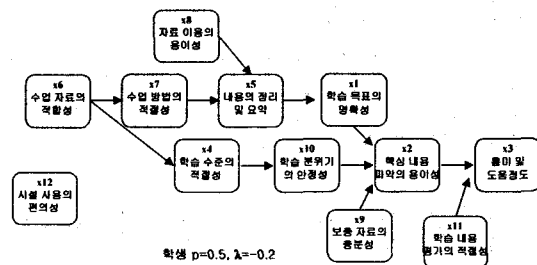 x8
자료 이용의
용이성
x6
수업 자료의
적합성
x7
수업 방법의
적절성
x5
내용의 정리
및 요약
x1
학습 목표의
명확성
x4
학습 수준의
적절성
x10
학습 분위기
의 안정성
x2
핵심 내용
파악의 용이성
x3
흥미 및
도움정도
x12
시설 사용의
편의성
x9
보충 자료의
충분성
x11
학습 내용
평가의 적절성
학생 p=0.5, λ=-0.2